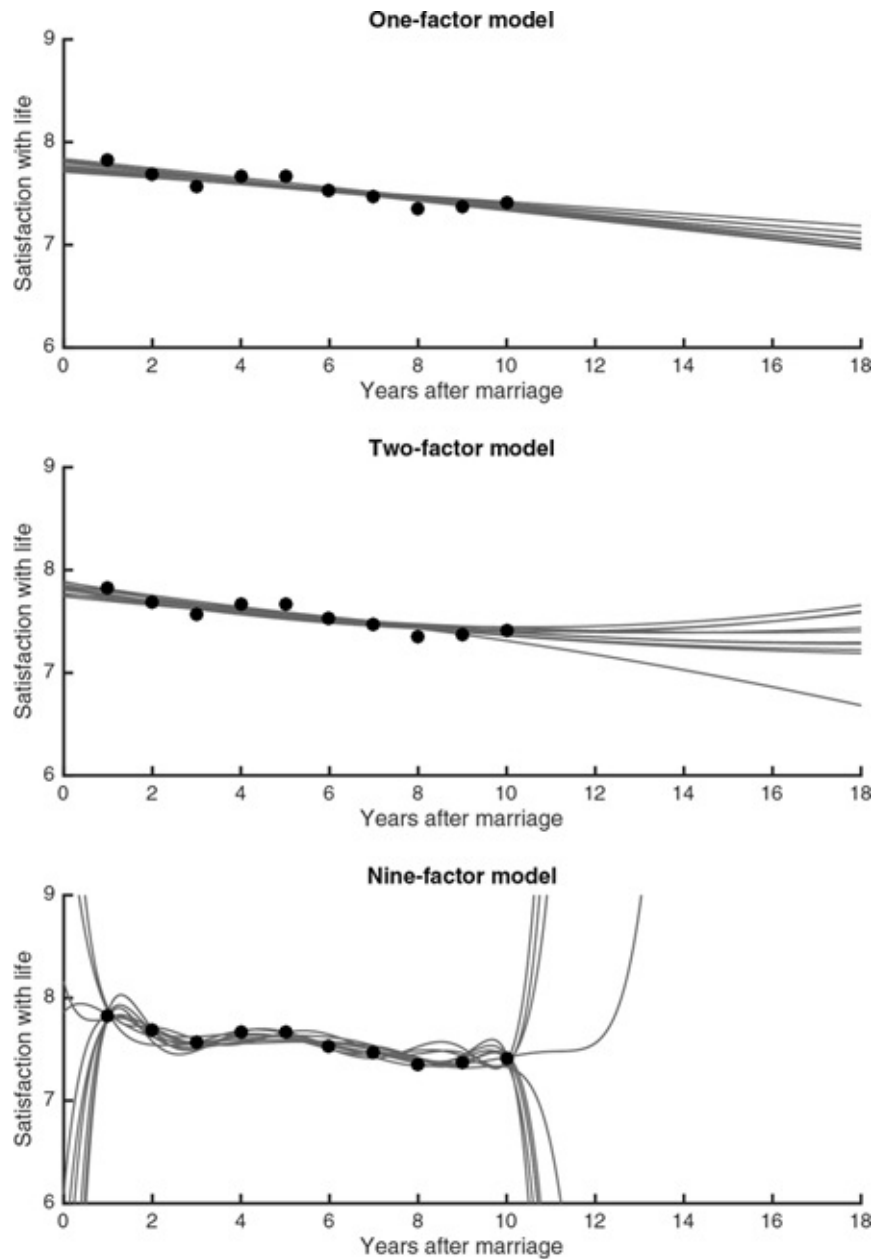 One-factor model
9
8
7
6
Satisfaction with life
0 2 4 6 8 10 12 14 16 18
Years after marriage
Two-factor model
9
8
7
6
Satisfaction with life
0 2 4 6 8 10 12 14 16 18
Years after marriage
Nine-factor model
9
8
7
6
Satisfaction with life
0 2 4 6 8 10 12 14 16 18
Years after marriage